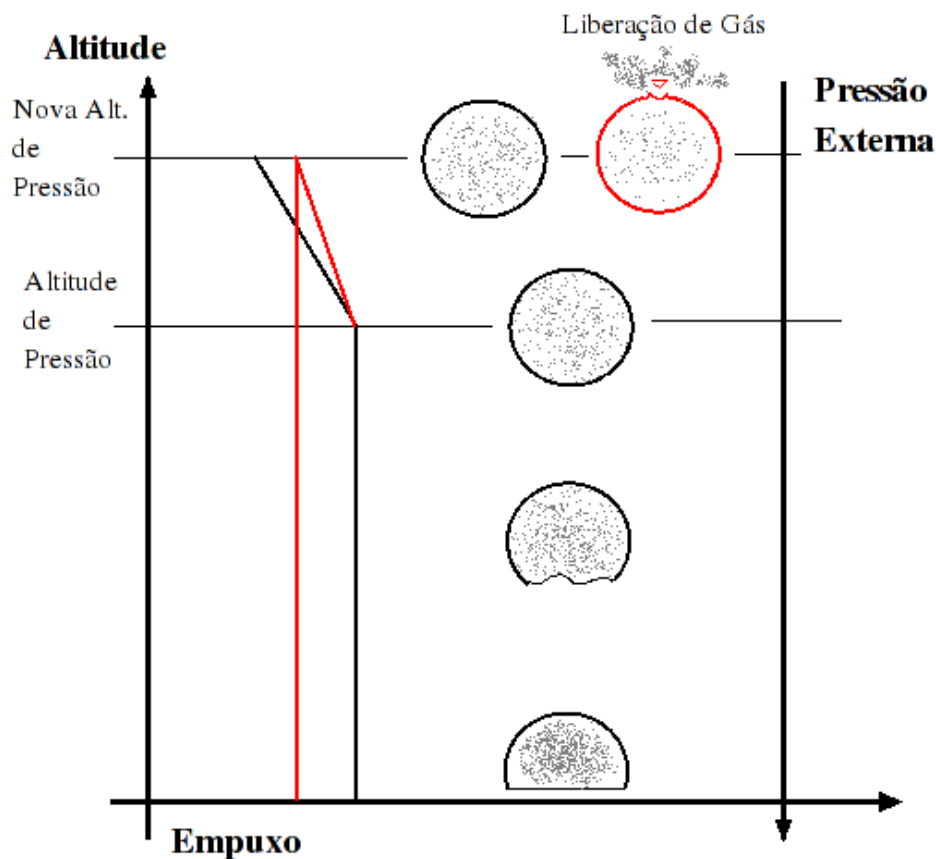 Liberação de Gás
Altitude
Nova Alt.
de
Pressão
Pressão
Externa
Altitude
de
Pressão
Empuxo